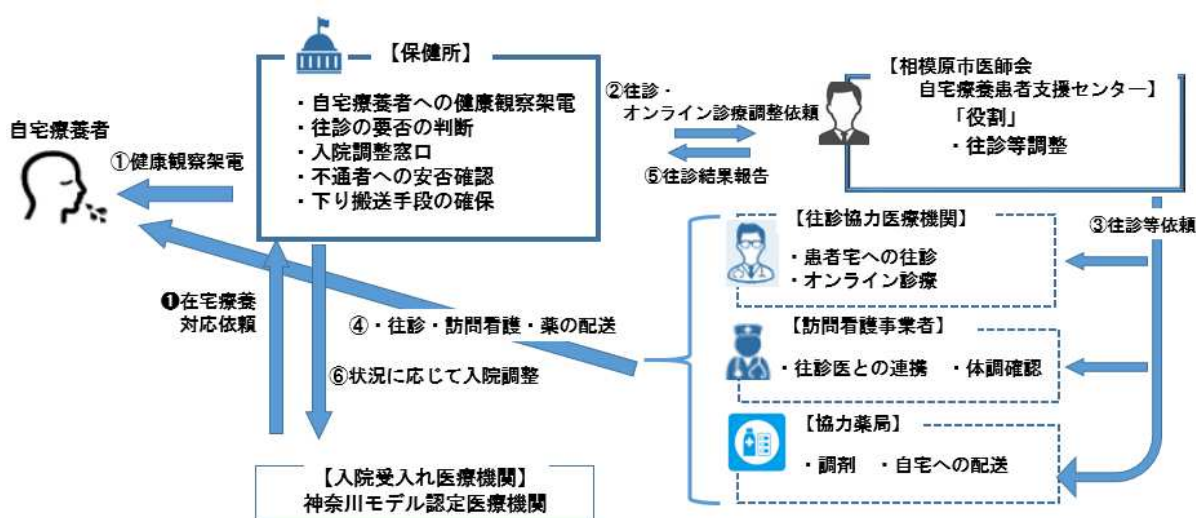 【保健所】
・自宅療養者への健康観察架電
・往診の要否の判断
・入院調整窓口
・不通者への安否確認
・下り搬送手段の確保
自宅療養者
①健康観察架電
②往診・
オンライン診療調整依頼
⑤往診結果報告
【相模原市医師会
自宅療養患者支援センター】
「役割」
・往診等調整
③往診等依頼
【往診協力医療機関】
・患者宅への往診
・オンライン診療
【訪問看護事業者】
・往診医との連携　・体調確認
【協力薬局】
・調剤　・自宅への配送
④・往診・訪問看護・薬の配送
❶在宅療養
対応依頼
⑥状況に応じて入院調整
【入院受入れ医療機関】
神奈川モデル認定医療機関